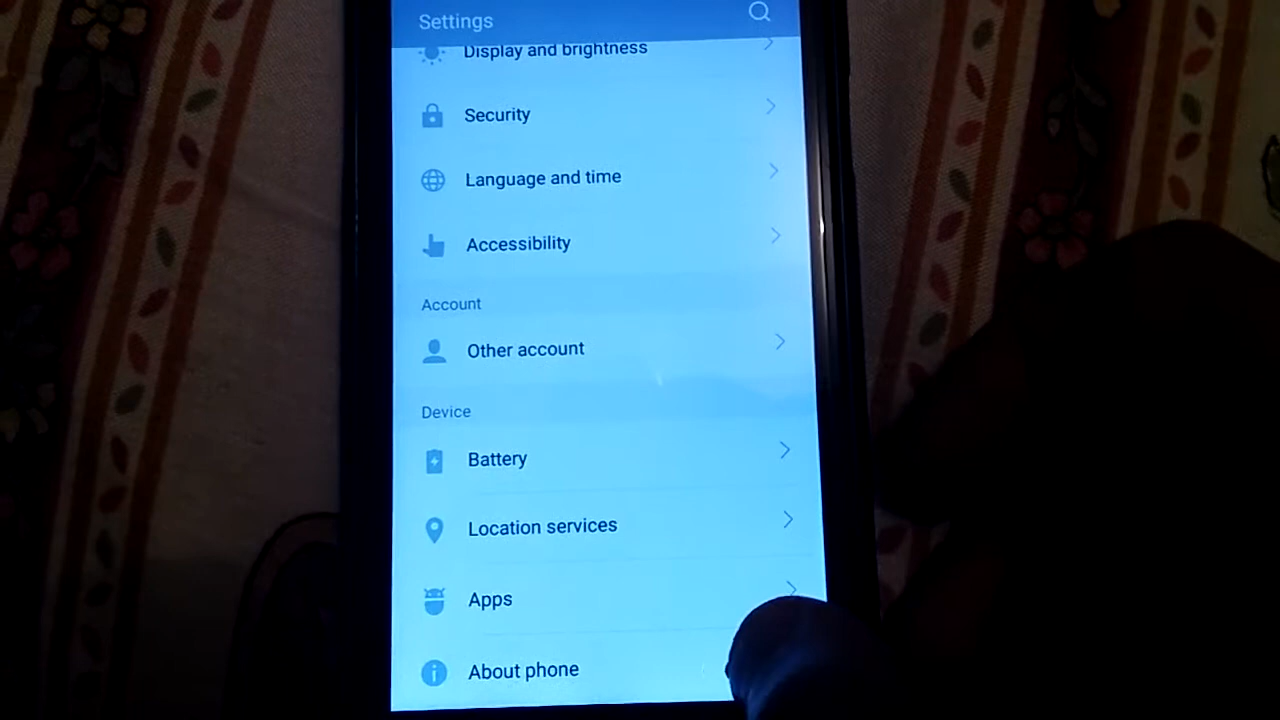 Settings
Display and brightness
Security
Language and time
Accessibility
Account
Other account
Device
Battery
Location services
Apps
About phone